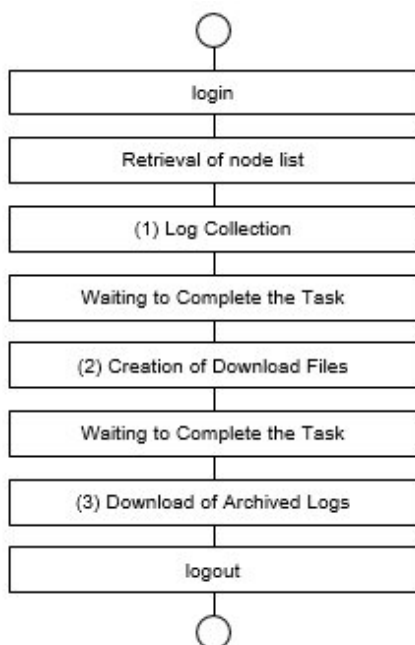 login
Retrieval of node list
(1) Log Collection
Waiting to Complete the Task
(2) Creation of Download Files
Waiting to Complete the Task
(3) Download of Archived Logs
logout